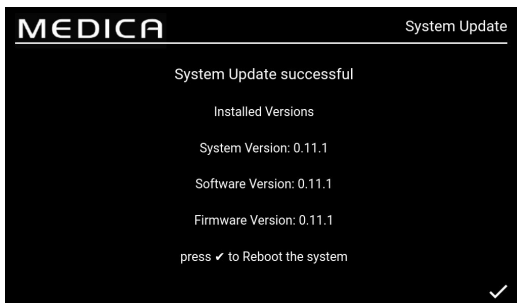 MEDICA
System Update
System Update successful
Installed Versions
System Version: 0.11.1
Software Version: 0.11.1
Firmware Version: 0.11.1
press ✔ to Reboot the system